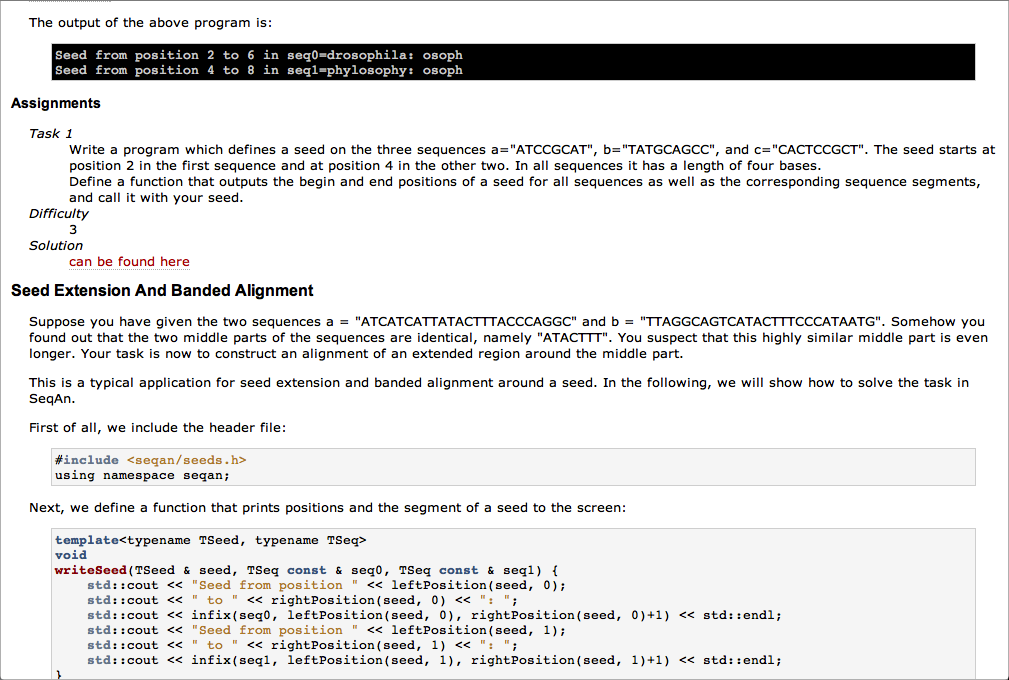 The output of the above program is:
Seed from position 2 to 6 in seq0=drosophila: osoph
Seed from position 4 to 8 in seq1=phylosophy: osoph
Assignments
Task 1
Write a program which defines a seed on the three sequences a="ATCCGCAT", b="TATGCAGCC", and c="CACTCCGCT". The seed starts at
position 2 in the first sequence and at position 4 in the other two. In all sequences it has a length of four bases.
Define a function that outputs the begin and end positions of a seed for all sequences as well as the corresponding sequence segments,
and call it with your seed.
Difficulty
3
Solution
can be found here
Seed Extension And Banded Alignment
Suppose you have given the two sequences a = "ATCATCATTATACTTTACCCAGGC" and b = "TTAGGCAGTCATACTTTCCCATAATG". Somehow you
found out that the two middle parts of the sequences are identical, namely "ATACTTT". You suspect that this highly similar middle part is even
longer. Your task is now to construct an alignment of an extended region around the middle part.
This is a typical application for seed extension and banded alignment around a seed. In the following, we will show how to solve the task in
SeqAn.
First of all, we include the header file:
#include <seqan/seeds.h>
using namespace seqan;
Next, we define a function that prints positions and the segment of a seed to the screen:
template<typename TSeed, typename TSeq>
void
writeSeed(TSeed & seed, TSeq const & seq0, TSeq const & seq1) {
    std::cout << "Seed from position " << leftPosition(seed, 0);
    std::cout << " to " << rightPosition(seed, 0) << ": ";
    std::cout << infix(seq0, leftPosition(seed, 0), rightPosition(seed, 0)+1) << std::endl;
    std::cout << "Seed from position " << leftPosition(seed, 1);
    std::cout << " to " << rightPosition(seed, 1) << ": ";
    std::cout << infix(seq1, leftPosition(seed, 1), rightPosition(seed, 1)+1) << std::endl;
}